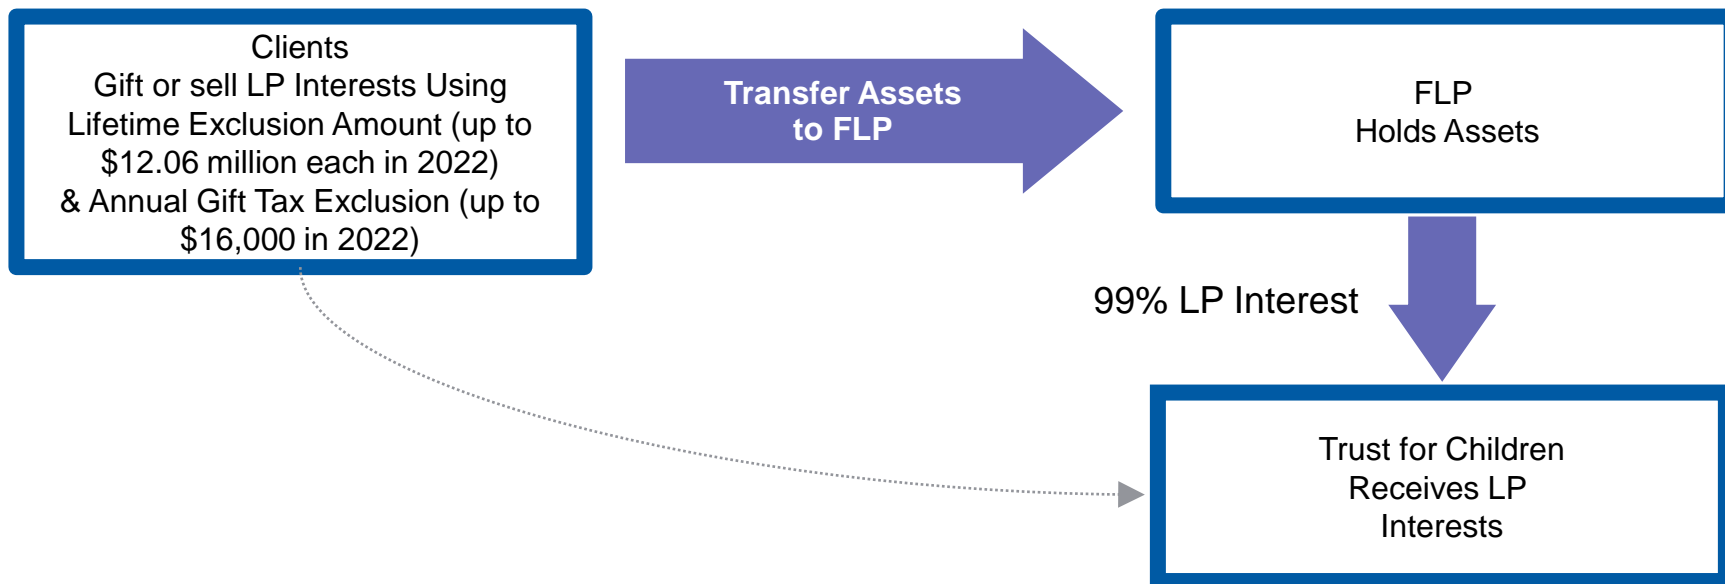 Clients
Gift or sell LP Interests Using
Lifetime Exclusion Amount (up to
$12.06 million each in 2022)
& Annual Gift Tax Exclusion (up to
$16,000 in 2022)
Transfer Assets
to FLP
FLP
Holds Assets
99% LP Interest
Trust for Children
Receives LP
Interests